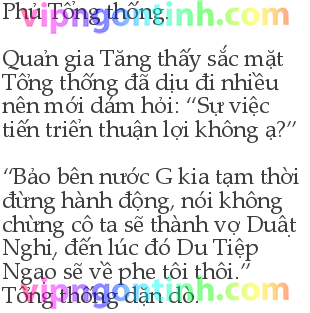 Phủ Tổng thống.
vipngontinh.com
Quản gia Tăng thấy sắc mặt
Tổng thống đã dịu đi nhiều
nên mới dám hỏi: “Sự việc
tiến triển thuận lợi không ạ?”
“Bảo bên nước G kia tạm thời
đừng hành động, nói không
chừng cô ta sẽ thành vợ Duật
Nghi, đến lúc đó Du Tiệp
Ngao sẽ về phe tôi thôi.”
Tổng thống dặn dò.
vipngontinh.com